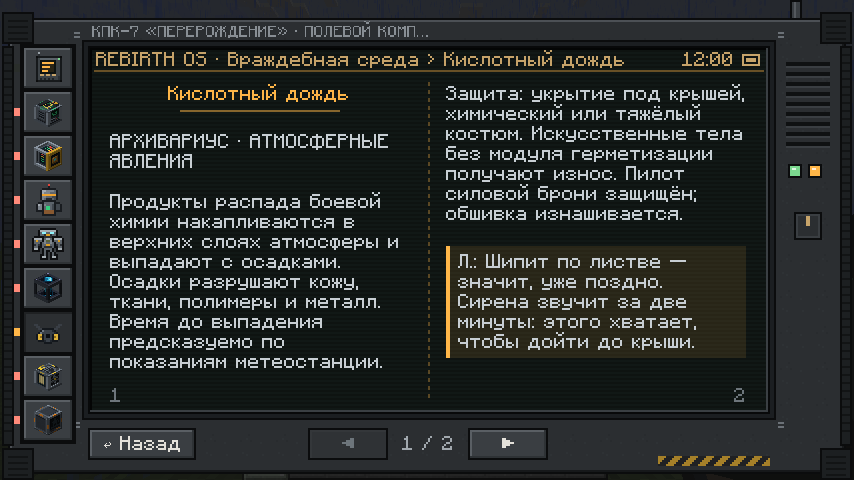 КПК-7 «ПЕРЕРОЖДЕНИЕ» · ПОЛЕВОЙ КОМП...
REBIRTH OS · Враждебная среда > Кислотный дождь 12:00
Кислотный дождь
АРХИВАРИУС · АТМОСФЕРНЫЕ
ЯВЛЕНИЯ
Продукты распада боевой
химии накапливаются в
верхних слоях атмосферы и
выпадают с осадками.
Осадки разрушают кожу,
ткани, полимеры и металл.
Время до выпадения
предсказуемо по
показаниям метеостанции.
1
Защита: укрытие под крышей,
химический или тяжёлый
костюм. Искусственные тела
без модуля герметизации
получают износ. Пилот
силовой брони защищён;
обшивка изнашивается.
Л.: Шипит по листве —
значит, уже поздно.
Сирена звучит за две
минуты: этого хватает,
чтобы дойти до крыши.
2
Назад
1 / 2